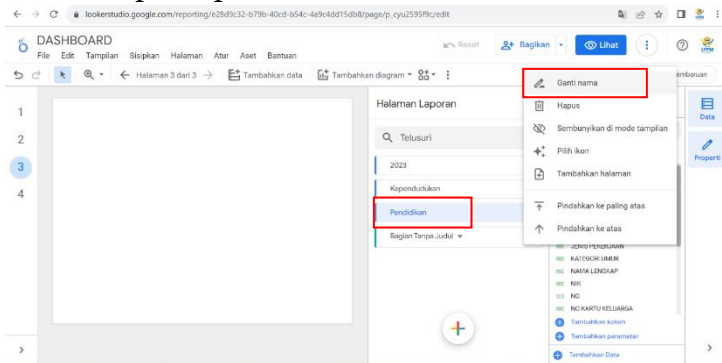 lookerstudio.google.com/reporting/e28d9c32-b79b-40cd-b54c-4a9c4dd15db8/page/p_cyu2595f9c/edit
DASHBOARD
File Edit Tampilan Sisipkan Halaman Atur Aset Bantuan
Reset
Bagikan
Lihat
Halaman 3 dari 3
Tambahkan data
Tambahkan diagram
1
2
3
4
Halaman Laporan
Telusuri
2023
Kependudukan
Pendidikan
Bagian Tanpa Judul
Ganti nama
Hapus
Sembunyikan di mode tampilan
Pilih ikon
Tambahkan halaman
Pindahkan ke paling atas
Pindahkan ke atas
JENIS PEKERJAAN
KATEGORI UMUR
NAMA LENGKAP
NIK
123 NO
NO KARTU KELUARGA
Tambahkan kolom
Tambahkan parameter
Tambahkan Data
Data
Properti